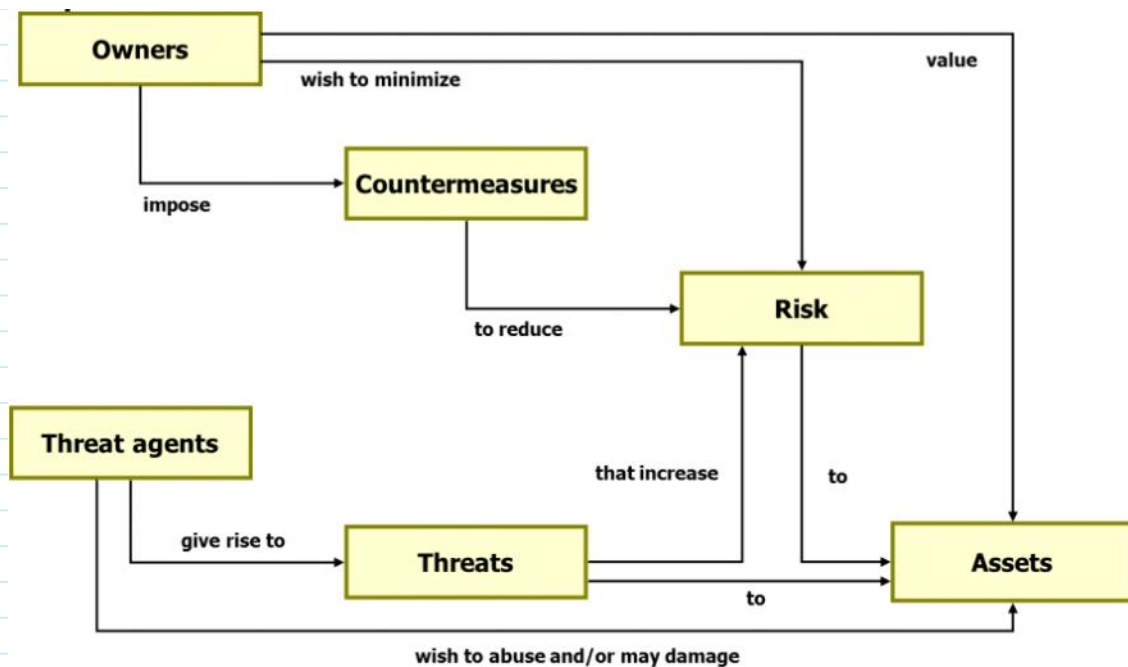 Owners
value
wish to minimize
Countermeasures
impose
Risk
to reduce
Threat agents
that increase
to
give rise to
Threats
Assets
to
wish to abuse and/or may damage